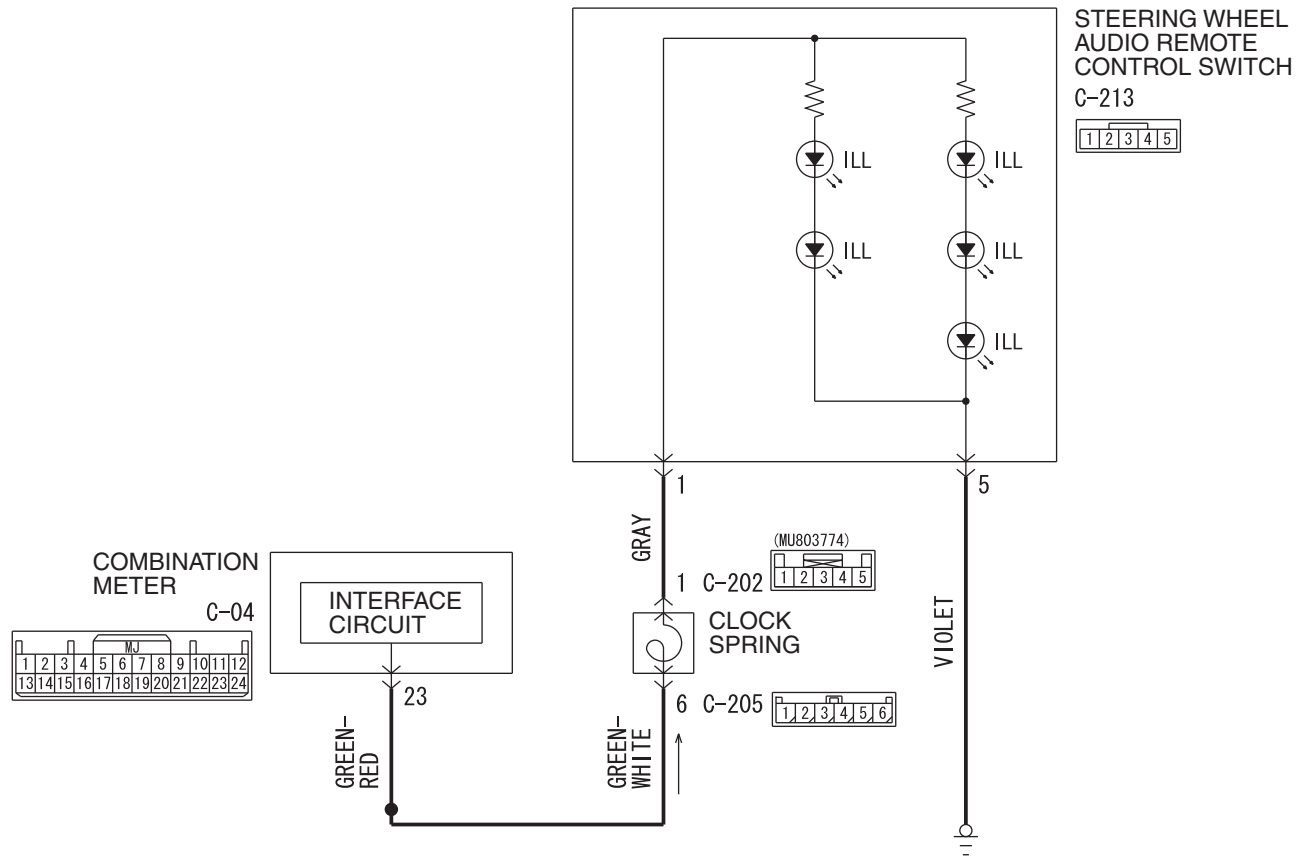 STEERING WHEEL
AUDIO REMOTE
CONTROL SWITCH
C-213
1 2 3 4 5
ILL ILL
ILL ILL
ILL
1 5
GRAY
(MU803774)
1 C-202
1 2 3 4 5
COMBINATION
METER
C-04
MJ
1 2 3 4 5 6 7 8 9 10 11 12
13 14 15 16 17 18 19 20 21 22 23 24
INTERFACE
CIRCUIT
CLOCK
SPRING
VIOLET
23
6 C-205
1 2 3 4 5 6
GREEN-
RED
GREEN-
WHITE